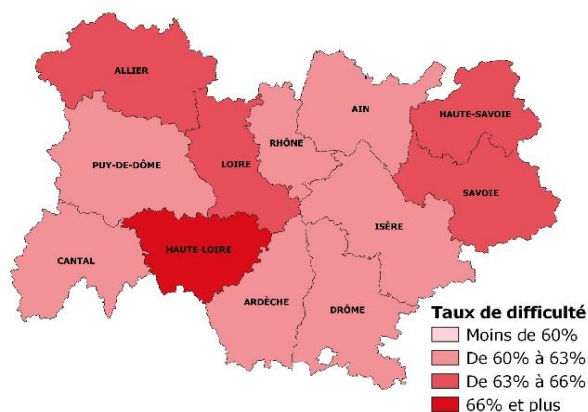 ALLIER
AIN
HAUTE-SAVOIE
RHÔNE
PUY-DE-DÔME
LOIRE
SAVOIE
ISÈRE
HAUTE-LOIRE
CANTAL
ARDÈCHE
DRÔME
Taux de difficulté
Moins de 60%
De 60% à 63%
De 63% à 66%
66% et plus